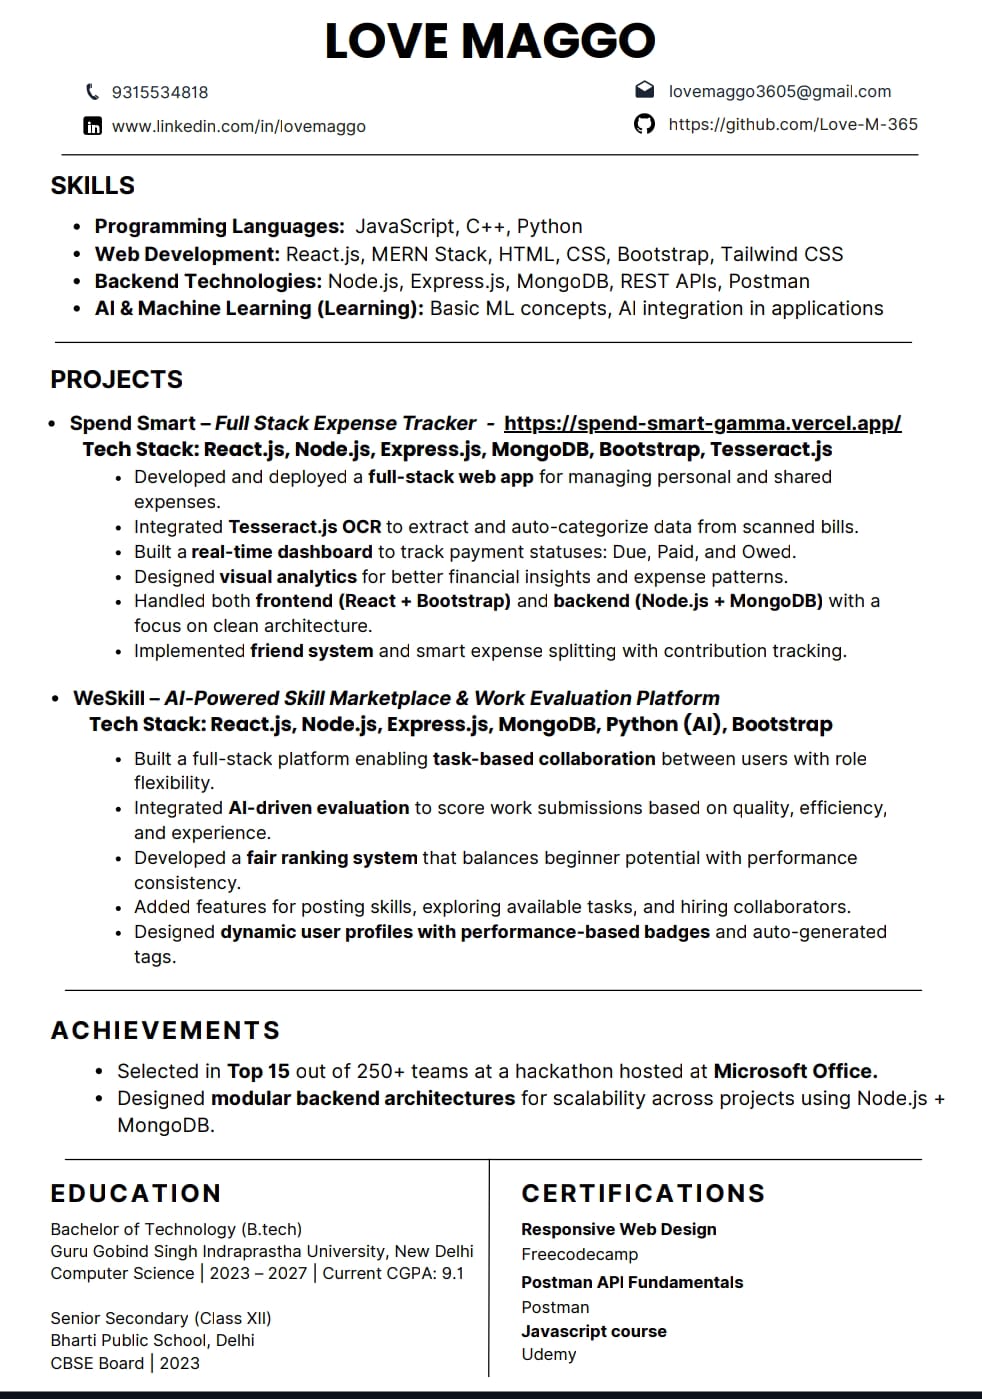 LOVE MAGGO
9315534818
lovemaggo3605@gmail.com
www.linkedin.com/in/lovemaggo
https://github.com/Love-M-365
SKILLS
• Programming Languages: JavaScript, C++, Python
• Web Development: React.js, MERN Stack, HTML, CSS, Bootstrap, Tailwind CSS
• Backend Technologies: Node.js, Express.js, MongoDB, REST APIs, Postman
• AI & Machine Learning (Learning): Basic ML concepts, AI integration in applications
PROJECTS
• Spend Smart – Full Stack Expense Tracker - https://spend-smart-gamma.vercel.app/
Tech Stack: React.js, Node.js, Express.js, MongoDB, Bootstrap, Tesseract.js
• Developed and deployed a full-stack web app for managing personal and shared
expenses.
• Integrated Tesseract.js OCR to extract and auto-categorize data from scanned bills.
• Built a real-time dashboard to track payment statuses: Due, Paid, and Owed.
• Designed visual analytics for better financial insights and expense patterns.
• Handled both frontend (React + Bootstrap) and backend (Node.js + MongoDB) with a
focus on clean architecture.
• Implemented friend system and smart expense splitting with contribution tracking.
• WeSkill – AI-Powered Skill Marketplace & Work Evaluation Platform
Tech Stack: React.js, Node.js, Express.js, MongoDB, Python (AI), Bootstrap
• Built a full-stack platform enabling task-based collaboration between users with role
flexibility.
• Integrated AI-driven evaluation to score work submissions based on quality, efficiency,
and experience.
• Developed a fair ranking system that balances beginner potential with performance
consistency.
• Added features for posting skills, exploring available tasks, and hiring collaborators.
• Designed dynamic user profiles with performance-based badges and auto-generated
tags.
ACHIEVEMENTS
• Selected in Top 15 out of 250+ teams at a hackathon hosted at Microsoft Office.
• Designed modular backend architectures for scalability across projects using Node.js +
MongoDB.
EDUCATION
Bachelor of Technology (B.tech)
Guru Gobind Singh Indraprastha University, New Delhi
Computer Science | 2023 – 2027 | Current CGPA: 9.1
Senior Secondary (Class XII)
Bharti Public School, Delhi
CBSE Board | 2023
CERTIFICATIONS
Responsive Web Design
Freecodecamp
Postman API Fundamentals
Postman
Javascript course
Udemy